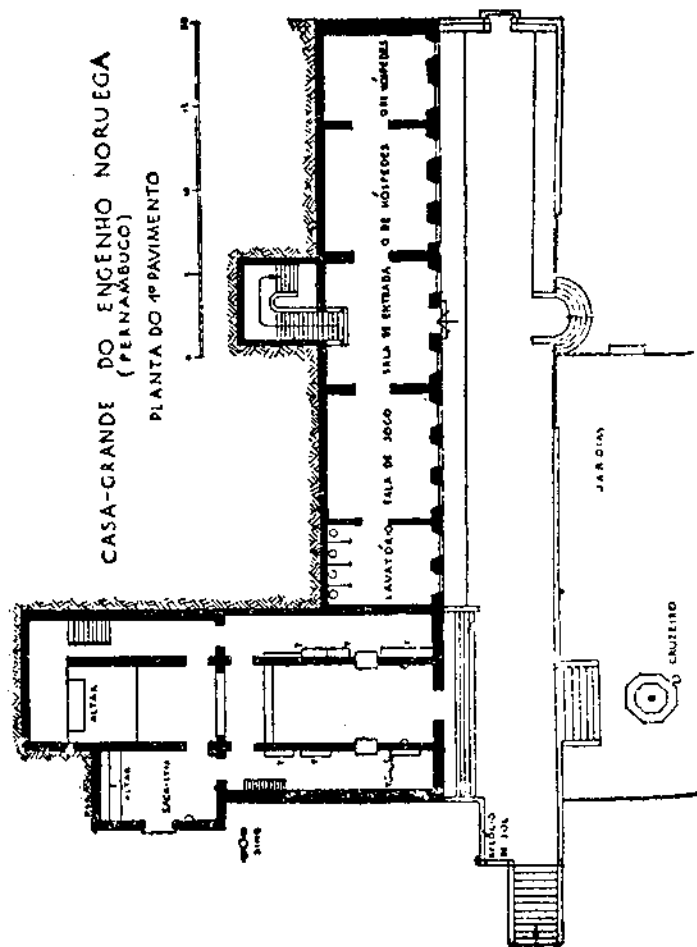 CASA-GRANDE DO ENGENHO NORUEGA
(PERNAMBUCO)
PLANTA DO 1º PAVIMENTO
LAVATÓRIO
SALA DE JOGO
SALA DE ENTRADA
Q DE HÓSPEDES
Q DE HÓSPEDES
ALTAR
ALTAR
SACRISTIA
SINO
RELÓGIO
DE SOL
CRUZEIRO
JARDINS